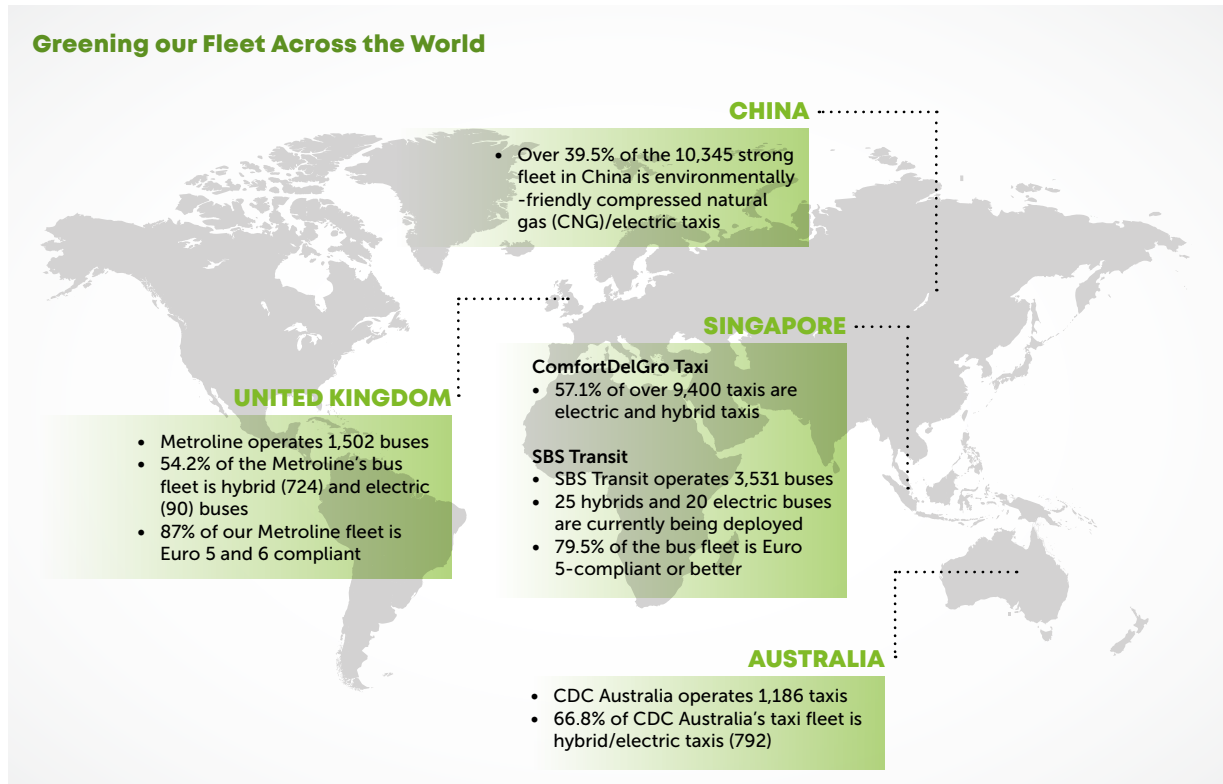 Greening our Fleet Across the World
CHINA
• Over 39.5% of the 10,345 strong
fleet in China is environmentally
-friendly compressed natural
gas (CNG)/electric taxis
SINGAPORE
ComfortDelGro Taxi
• 57.1% of over 9,400 taxis are
electric and hybrid taxis
SBS Transit
• SBS Transit operates 3,531 buses
• 25 hybrids and 20 electric buses
are currently being deployed
• 79.5% of the bus fleet is Euro
5-compliant or better
UNITED KINGDOM
• Metroline operates 1,502 buses
• 54.2% of the Metroline's bus
fleet is hybrid (724) and electric
(90) buses
• 87% of our Metroline fleet is
Euro 5 and 6 compliant
AUSTRALIA
• CDC Australia operates 1,186 taxis
• 66.8% of CDC Australia's taxi fleet is
hybrid/electric taxis (792)